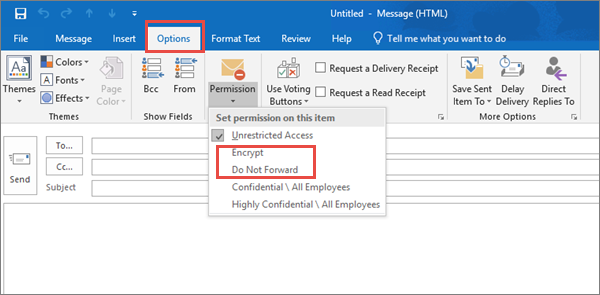 Untitled - Message (HTML)
File Message Insert Options Format Text Review Help Tell me what you want to do
Themes
Aa
Colors
Fonts
Effects
Page Color
Themes
Bcc
From
Show Fields
Permission
Use Voting Buttons
Request a Delivery Receipt
Request a Read Receipt
Save Sent Item To
Delay Delivery
Direct Replies To
More Options
Set permission on this item
Unrestricted Access
Encrypt
Do Not Forward
Confidential \ All Employees
Highly Confidential \ All Employees
Send
To...
Cc...
Subject